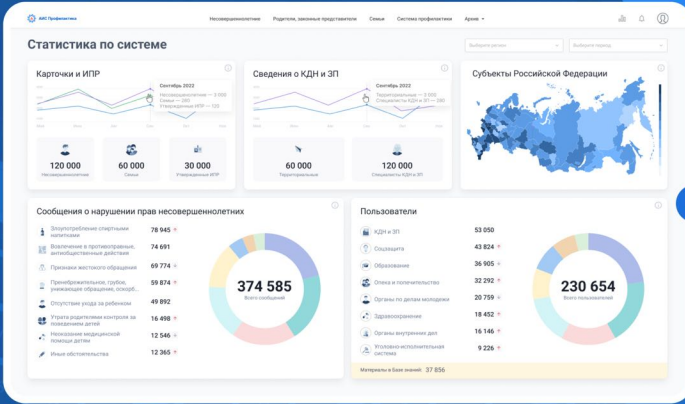 АИС Профилактика
Несовершеннолетние Родители, законные представители Семьи Система профилактики Архив
Статистика по системе
Выберите регион
Выберите период
Карточки и ИПР
Сентябрь 2022
Несовершеннолетние — 3 000
Семьи — 280
Утвержденные ИПР — 120
120 000
Несовершеннолетние
60 000
Семьи
30 000
Утвержденные ИПР
Сведения о КДН и ЗП
Сентябрь 2022
Территориальные — 3 000
Специалисты КДН и ЗП — 280
60 000
Территориальные
120 000
Специалисты КДН и ЗП
Субъекты Российской Федерации
Сообщения о нарушении прав несовершеннолетних
Злоупотребление спиртными
напитками
78 945
Вовлечение в противоправные,
антиобщественные действия
74 691
Признаки жестокого обращения
69 774
Пренебрежительное, грубое,
унижающее обращение, оскорб...
59 874
Отсутствие ухода за ребенком
49 892
Утрата родителями контроля за
поведением детей
16 498
Неоказание медицинской
помощи детям
12 546
Иные обстоятельства
12 365
374 585
Всего сообщений
Пользователи
КДН и ЗП
53 050
Соцзащита
43 824
Образование
36 905
Опека и попечительство
32 292
Органы по делам молодежи
20 759
Здравоохранение
18 452
Органы внутренних дел
16 146
Уголовно-исполнительная
система
9 226
230 654
Всего пользователей
Материалы в Базе знаний 37 856